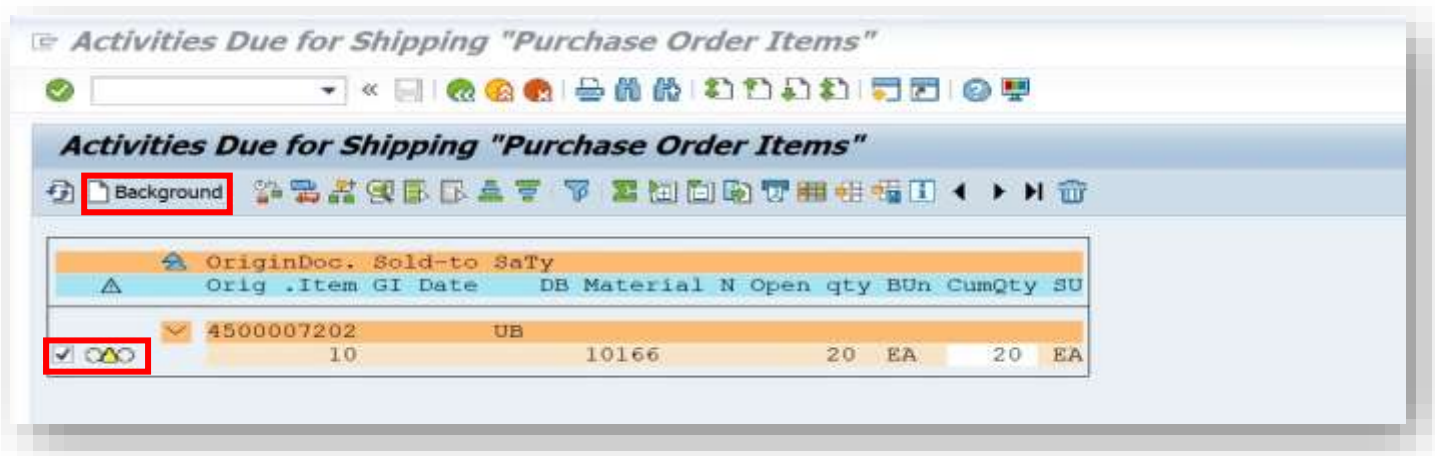 Activities Due for Shipping "Purchase Order Items"
«
Activities Due for Shipping "Purchase Order Items"
Background
OriginDoc. Sold-to SaTy
Orig .Item GI Date DB Material N Open qty BUn CumQty SU
4500007202 UB
10 10166 20 EA 20 EA